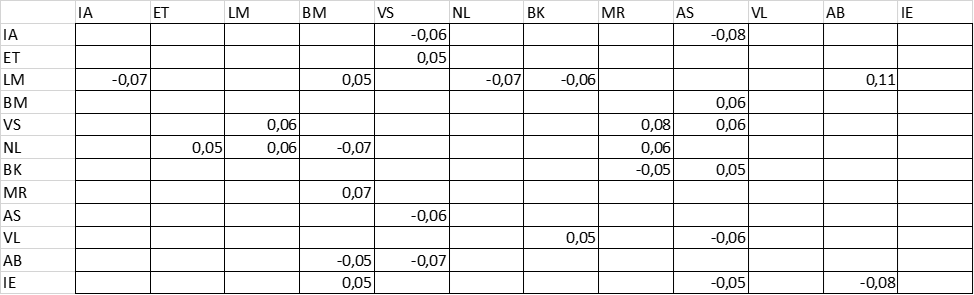 IA ET LM BM VS NL BK MR AS VL AB IE
IA -0,06 -0,08
ET 0,05
LM -0,07 0,05 -0,07 -0,06 0,11
BM 0,06
VS 0,06 0,08 0,06
NL 0,05 0,06 -0,07 0,06
BK -0,05 0,05
MR 0,07
AS -0,06
VL 0,05 -0,06
AB -0,05 -0,07
IE 0,05 -0,05 -0,08